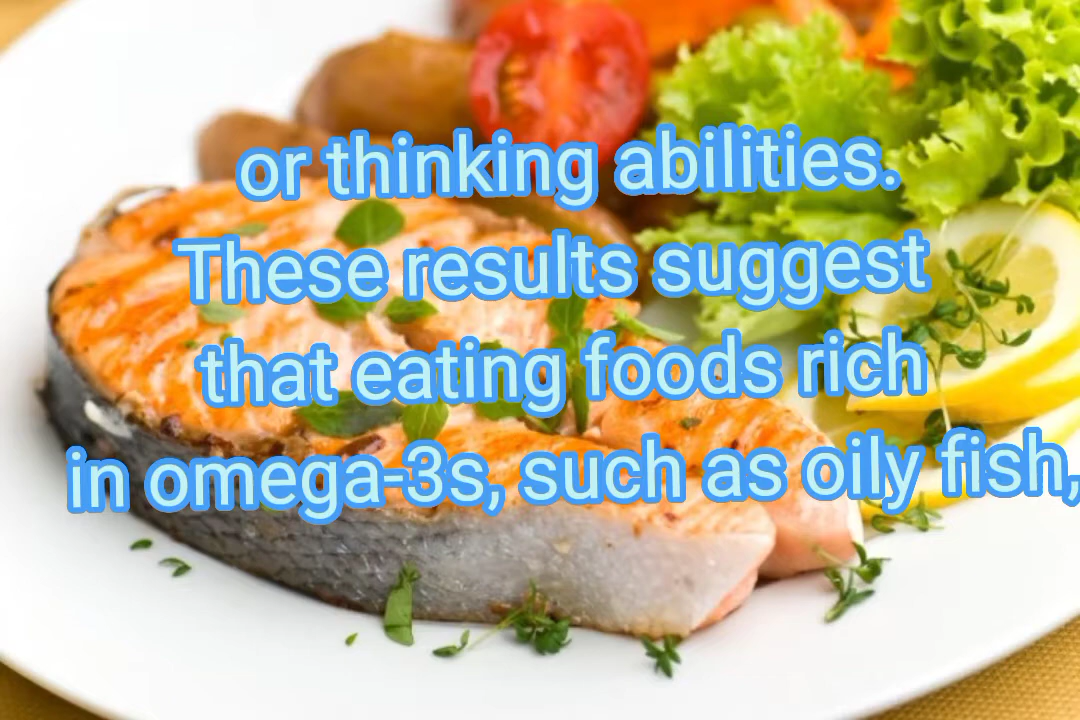 or thinking abilities.
These results suggest
that eating foods rich
in omega-3s, such as oily fish,